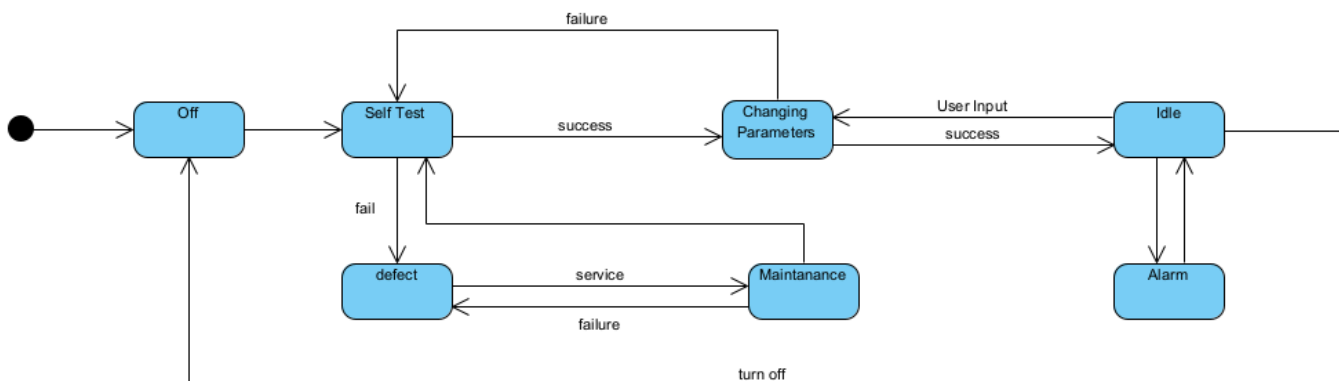 failure
Off
Self Test
Changing
Parameters
User Input
Idle
success
success
fail
defect
service
Maintanance
Alarm
failure
turn off